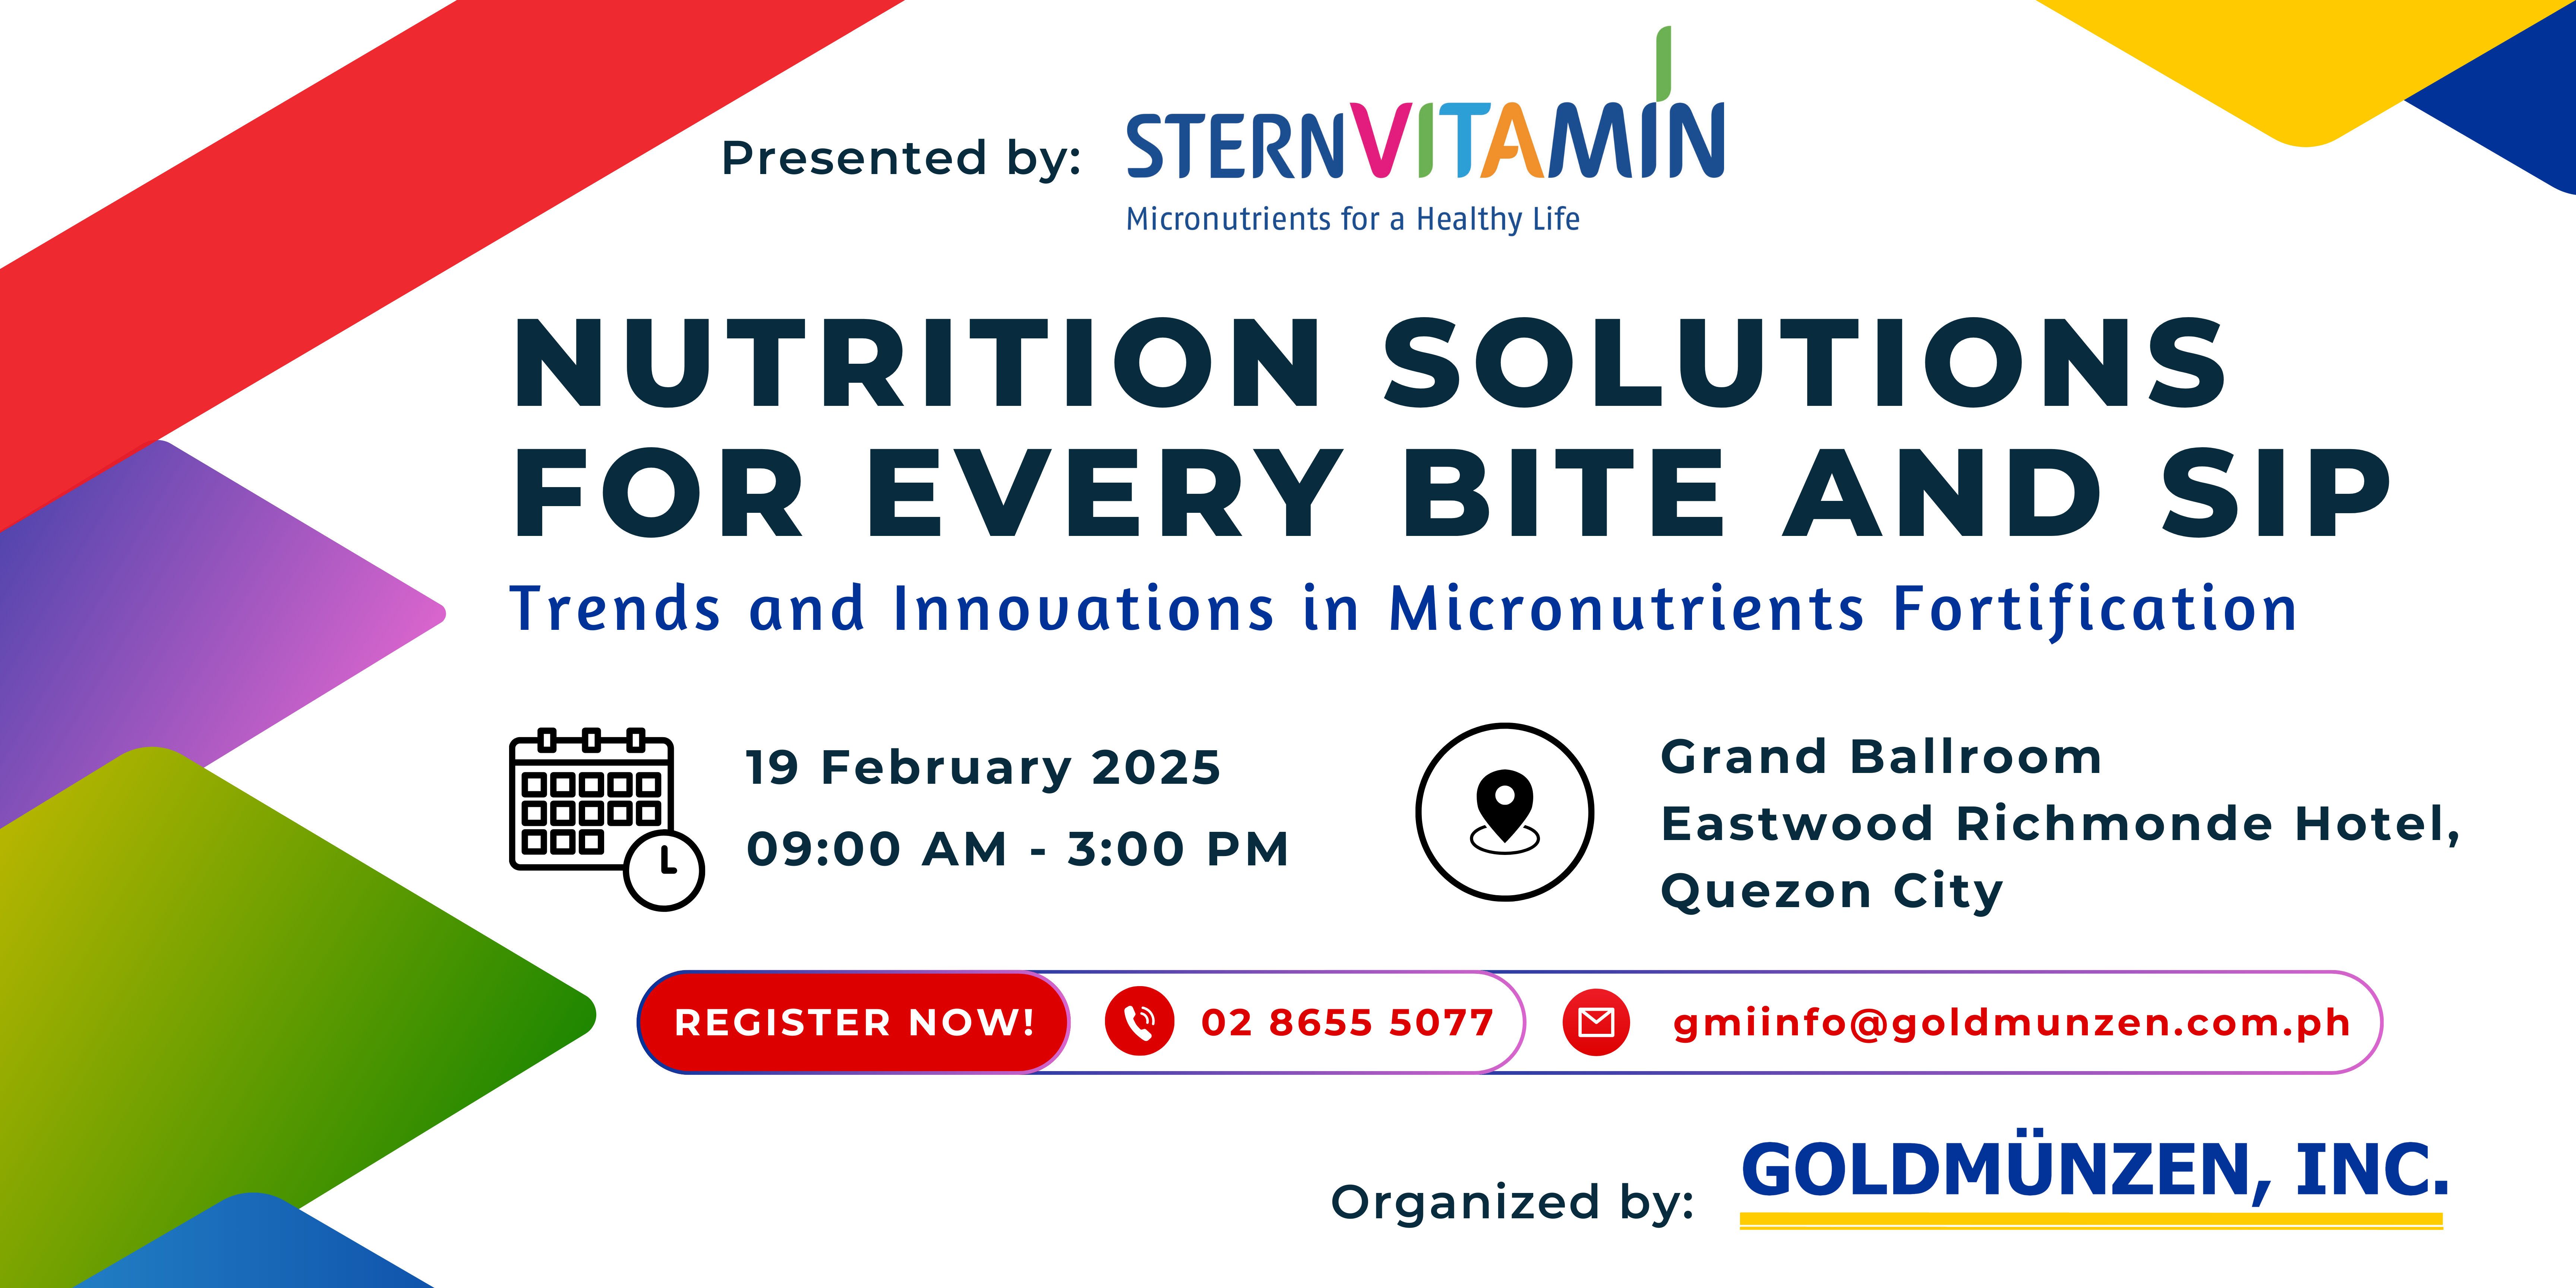 Presented by:
STERNVITAMIN
Micronutrients for a Healthy Life
NUTRITION SOLUTIONS
FOR EVERY BITE AND SIP
Trends and Innovations in Micronutrients Fortification
19 February 2025
09:00 AM - 3:00 PM
Grand Ballroom
Eastwood Richmonde Hotel,
Quezon City
REGISTER NOW!
02 8655 5077
gmiinfo@goldmunzen.com.ph
Organized by:
GOLDMÜNZEN, INC.